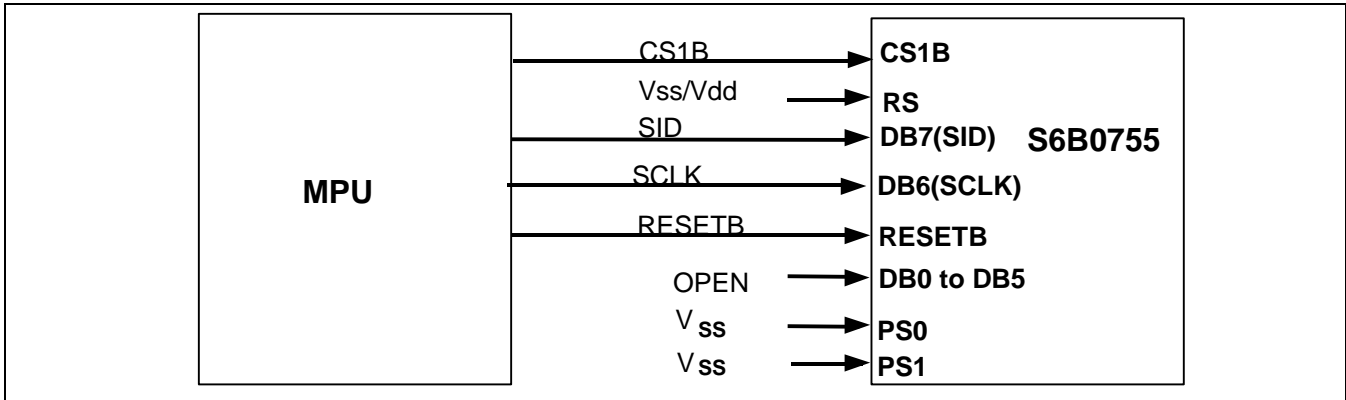 CS1B CS1B
Vss/Vdd RS
SID DB7(SID) S6B0755
MPU SCLK DB6(SCLK)
RESETB RESETB
OPEN DB0 to DB5
VSS PS0
VSS PS1